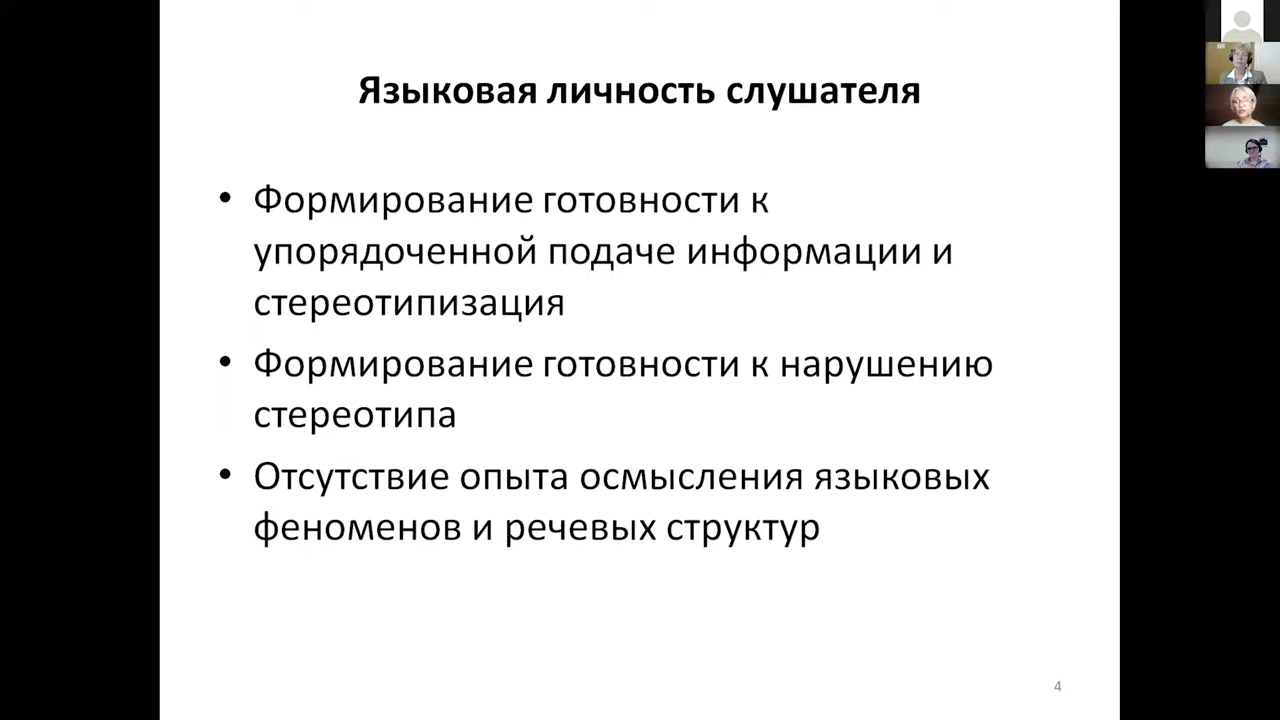 Языковая личность слушателя
• Формирование готовности к
упорядоченной подаче информации и
стереотипизация
• Формирование готовности к нарушению
стереотипа
• Отсутствие опыта осмысления языковых
феноменов и речевых структур
4